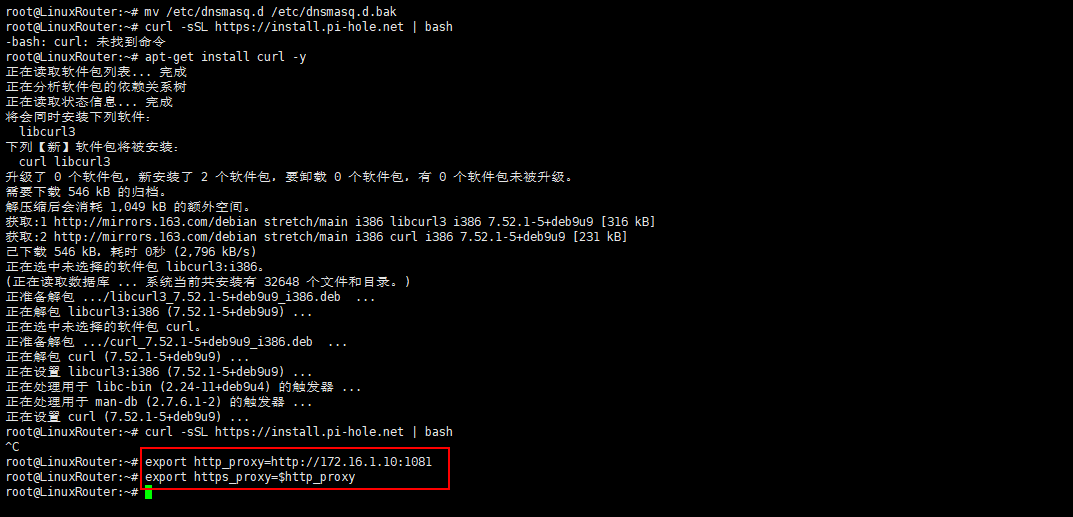 root@LinuxRouter:~# mv /etc/dnsmasq.d /etc/dnsmasq.d.bak
root@LinuxRouter:~# curl -sSL https://install.pi-hole.net | bash
-bash: curl: 未找到命令
root@LinuxRouter:~# apt-get install curl -y
正在读取软件包列表... 完成
正在分析软件包的依赖关系树
正在读取状态信息... 完成
将会同时安装下列软件:
  libcurl3
下列【新】软件包将被安装:
  curl libcurl3
升级了 0 个软件包，新安装了 2 个软件包，要卸载 0 个软件包，有 0 个软件包未被升级。
需要下载 546 kB 的归档。
解压缩后会消耗 1,049 kB 的额外空间。
获取:1 http://mirrors.163.com/debian stretch/main i386 libcurl3 i386 7.52.1-5+deb9u9 [316 kB]
获取:2 http://mirrors.163.com/debian stretch/main i386 curl i386 7.52.1-5+deb9u9 [231 kB]
已下载 546 kB，耗时 0秒 (2,796 kB/s)
正在选中未选择的软件包 libcurl3:i386。
(正在读取数据库 ... 系统当前共安装有 32648 个文件和目录。)
正准备解包 .../libcurl3_7.52.1-5+deb9u9_i386.deb  ...
正在解包 libcurl3:i386 (7.52.1-5+deb9u9) ...
正在选中未选择的软件包 curl。
正准备解包 .../curl_7.52.1-5+deb9u9_i386.deb  ...
正在解包 curl (7.52.1-5+deb9u9) ...
正在设置 libcurl3:i386 (7.52.1-5+deb9u9) ...
正在处理用于 libc-bin (2.24-11+deb9u4) 的触发器 ...
正在处理用于 man-db (2.7.6.1-2) 的触发器 ...
正在设置 curl (7.52.1-5+deb9u9) ...
root@LinuxRouter:~# curl -sSL https://install.pi-hole.net | bash
^C
root@LinuxRouter:~# export http_proxy=http://172.16.1.10:1081
root@LinuxRouter:~# export https_proxy=$http_proxy
root@LinuxRouter:~#